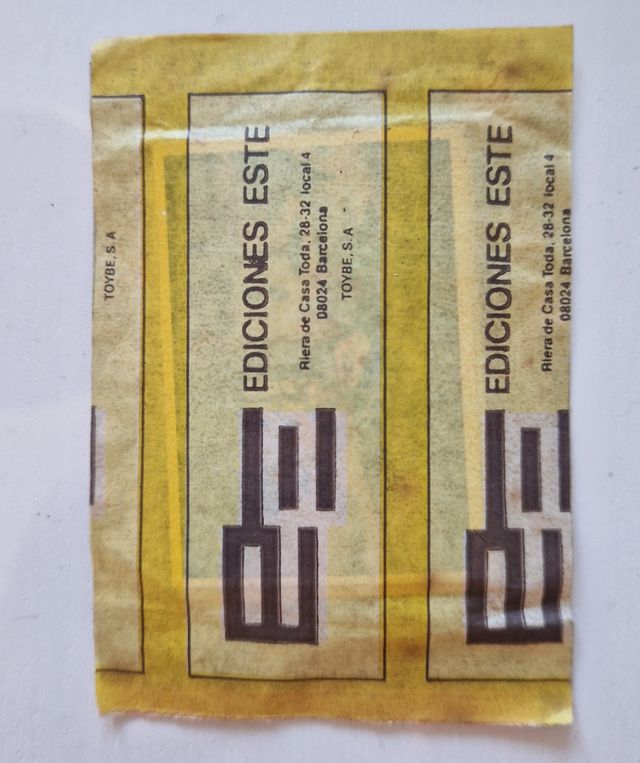 TOYBE, S.A
EDICIONES ESTE
Riera de Casa Toda, 28-32 local 4
08024 Barcelona
TOYBE, S.A
EDICIONES ESTE
Riera de Casa Toda, 28-32 local 4
08024 Barcelona